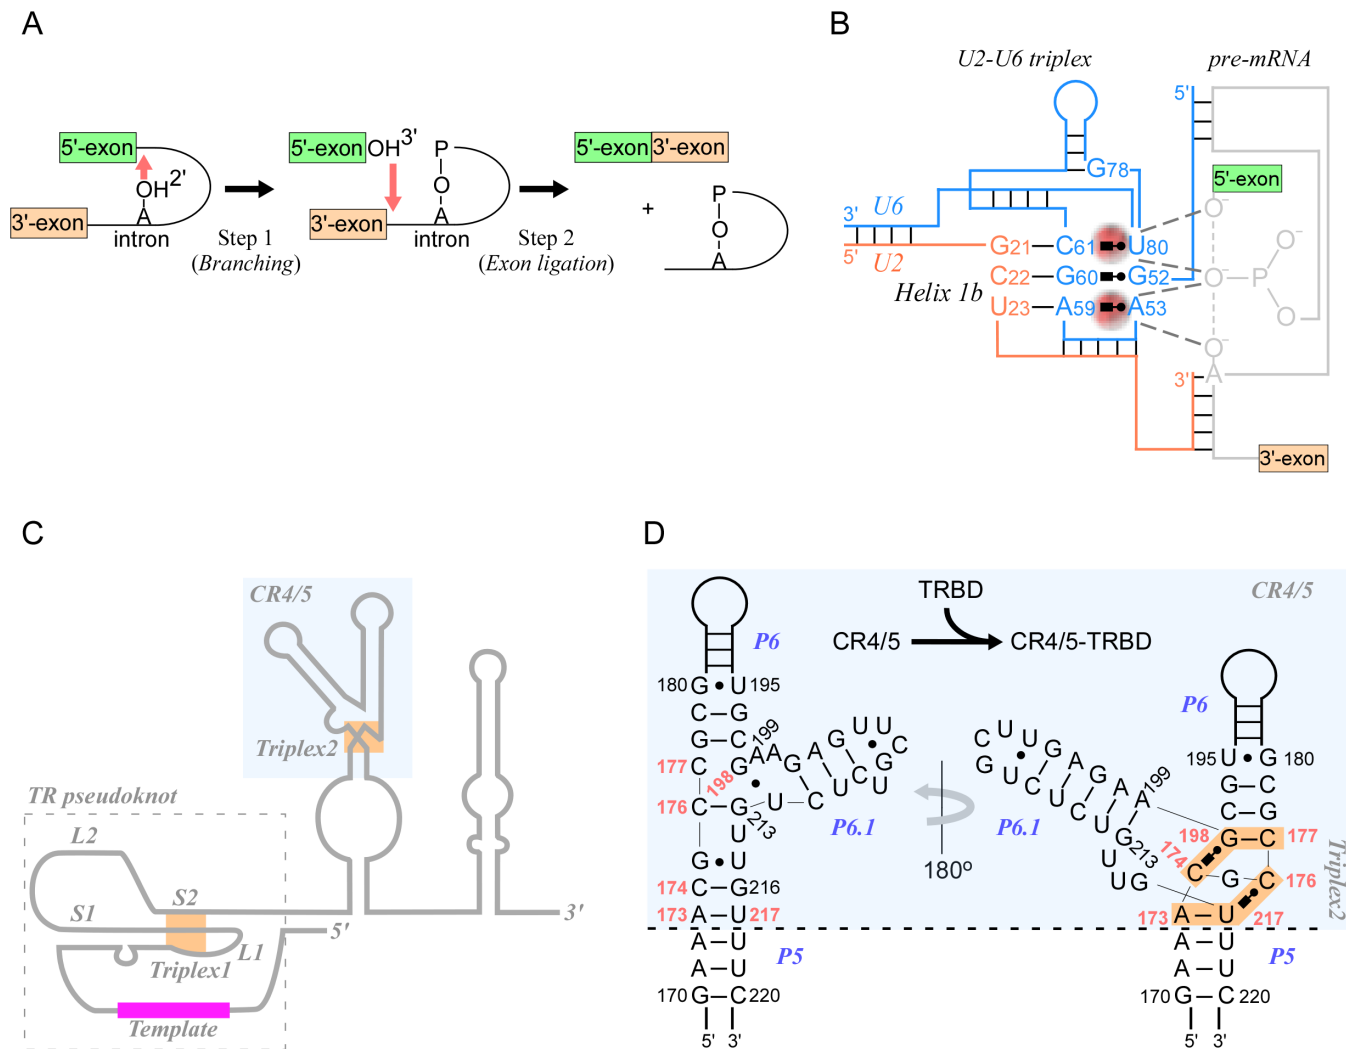 A
5'-exon
OH2'
3'-exon
A
intron
Step 1
(Branching)
5'-exon
OH3'
P
O
3'-exon
A
intron
Step 2
(Exon ligation)
5'-exon
3'-exon
+
P
O
A
B
U2-U6 triplex
pre-mRNA
5'
G78
5'-exon
3'
U6
5'
U2
G21
C61
U80
O-
O-
C22
G60
G52
O-
P
Helix 1b
U23
A59
A53
O
O-
3'
A
3'-exon
C
CR4/5
Triplex2
TR pseudoknot
L2
S2
S1
L1
5'
3'
Triplex1
Template
D
TRBD
CR4/5
CR4/5
CR4/5-TRBD
P6
180
G
U
195
C
G
G
C
199
177
C
198
G
A
A
G
A
G
U
U
C
G
176
C
G
213
U
C
U
C
U
P6.1
G
U
U
174
C
G
216
173
A
U
217
A
U
P5
A
U
170
G
C
220
5'
3'
180º
P6
195
U
G
180
G
C
C
G
C
U
U
G
A
G
A
A
199
G
U
C
U
C
U
G
213
U
U
G
P6.1
198
G
C
177
174
C
G
C
176
Triplex2
173
A
U
217
A
U
P5
A
U
170
G
C
220
5'
3'